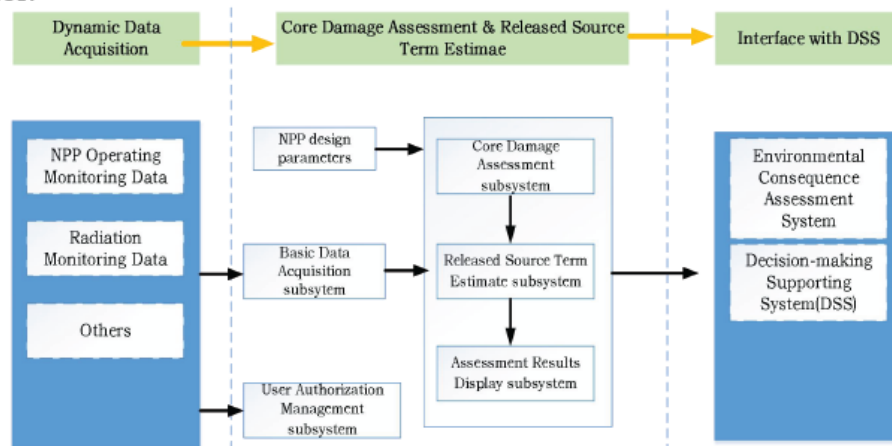 Dynamic Data
Acquisition
Core Damage Assessment & Released Source
Term Estimae
Interface with DSS
NPP Operating
Monitoring Data
Radiation
Monitoring Data
Others
NPP design
parameters
Basic Data
Acquisition
subsytem
User Authorization
Management
subsystem
Core Damage
Assessment
subsystem
Released Source Term
Estimate subsystem
Assessment Results
Display subsystem
Environmental
Consequence
Assessment
System
Decision-making
Supporting
System(DSS)